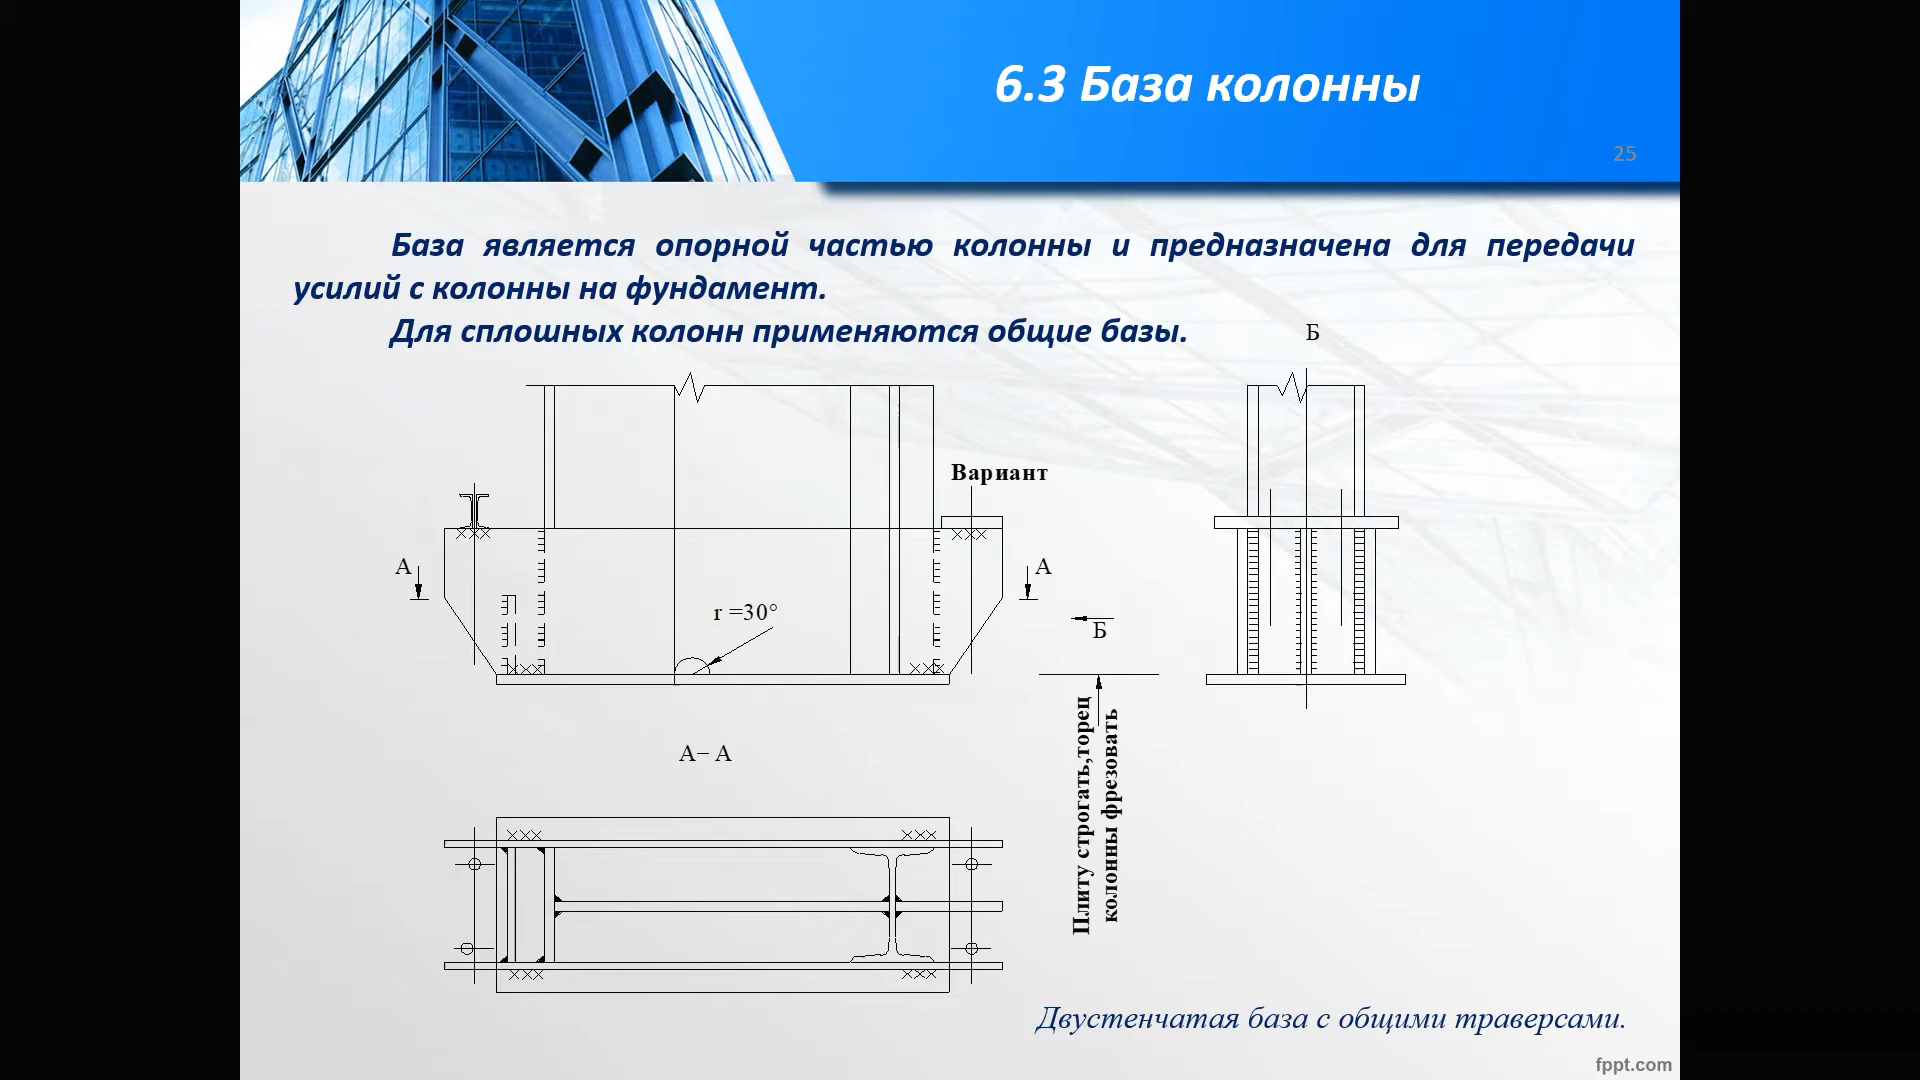 6.3 База колонны
25
База является опорной частью колонны и предназначена для передачи
усилий с колонны на фундамент.
Для сплошных колонн применяются общие базы.
Б
Вариант
А
А
r =30°
Б
Плиту строгать,торец
колонны фрезовать
А– А
Двустенчатая база с общими траверсами.
fppt.com